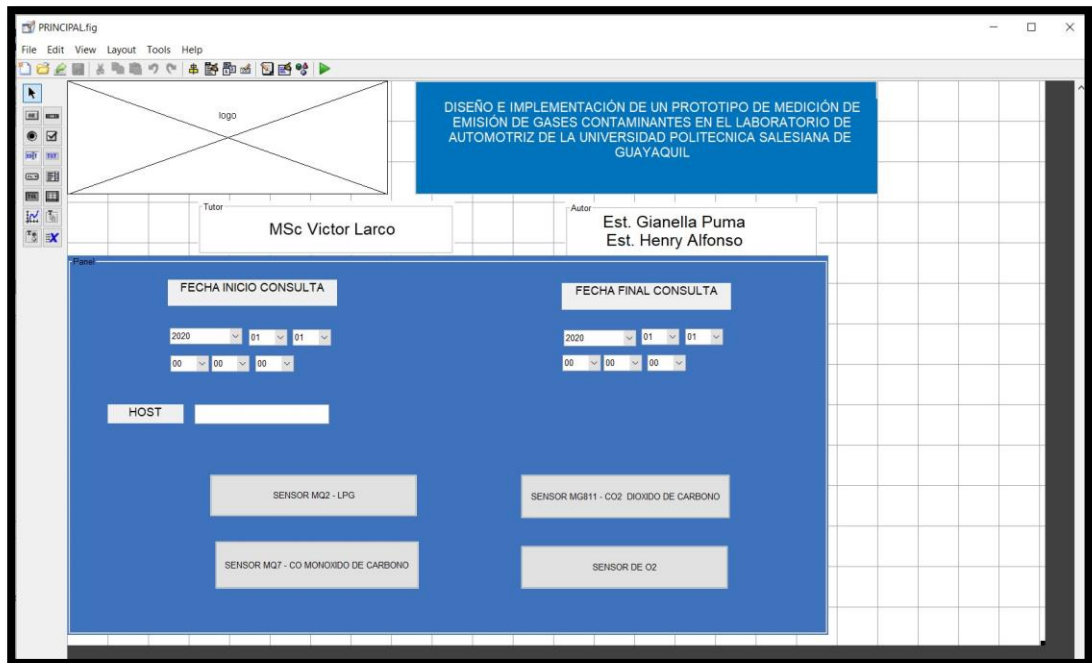 PRINCIPAL.fig
File Edit View Layout Tools Help
logo
DISEÑO E IMPLEMENTACIÓN DE UN PROTOTIPO DE MEDICIÓN DE
EMISIÓN DE GASES CONTAMINANTES EN EL LABORATORIO DE
AUTOMOTRIZ DE LA UNIVERSIDAD POLITECNICA SALESIANA DE
GUAYAQUIL
Tutor
MSc Victor Larco
Autor
Est. Gianella Puma
Est. Henry Alfonso
Panel
FECHA INICIO CONSULTA
FECHA FINAL CONSULTA
2020 01 01
2020 01 01
00 00 00
00 00 00
HOST
SENSOR MQ2 - LPG
SENSOR MG811 - CO2 DIOXIDO DE CARBONO
SENSOR MQ7 - CO MONOXIDO DE CARBONO
SENSOR DE O2